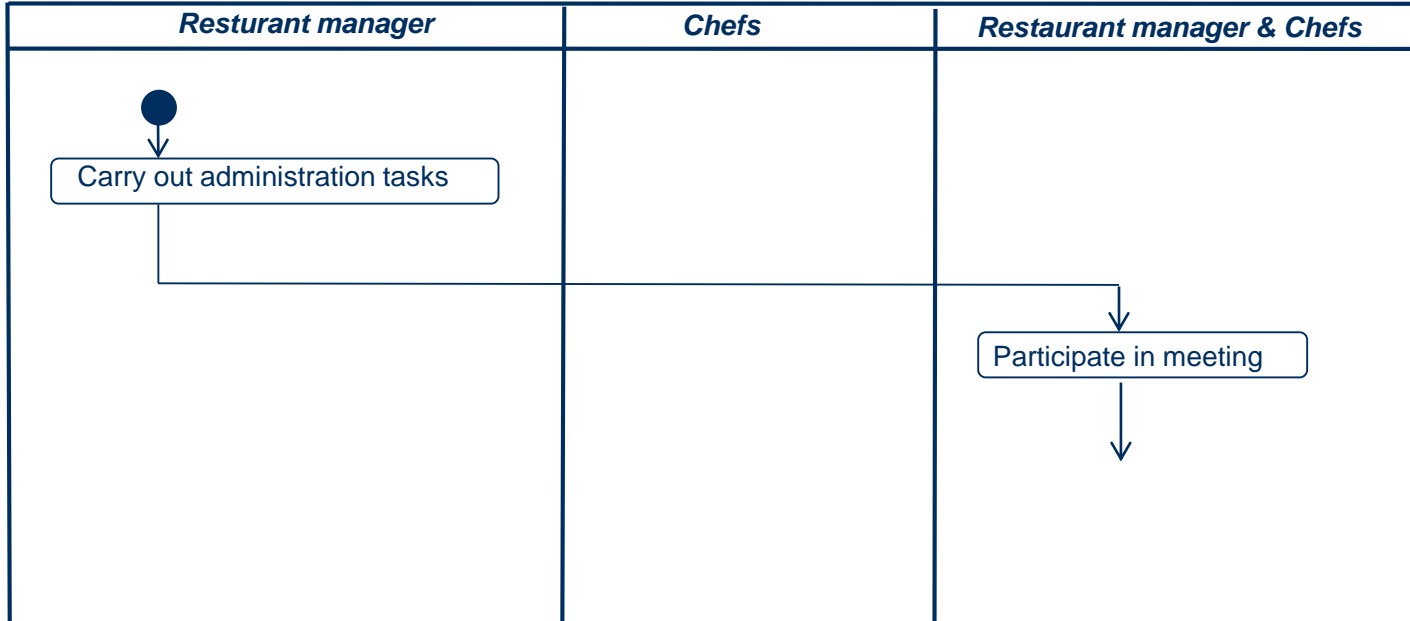 Resturant manager
Chefs
Restaurant manager & Chefs
Carry out administration tasks
Participate in meeting